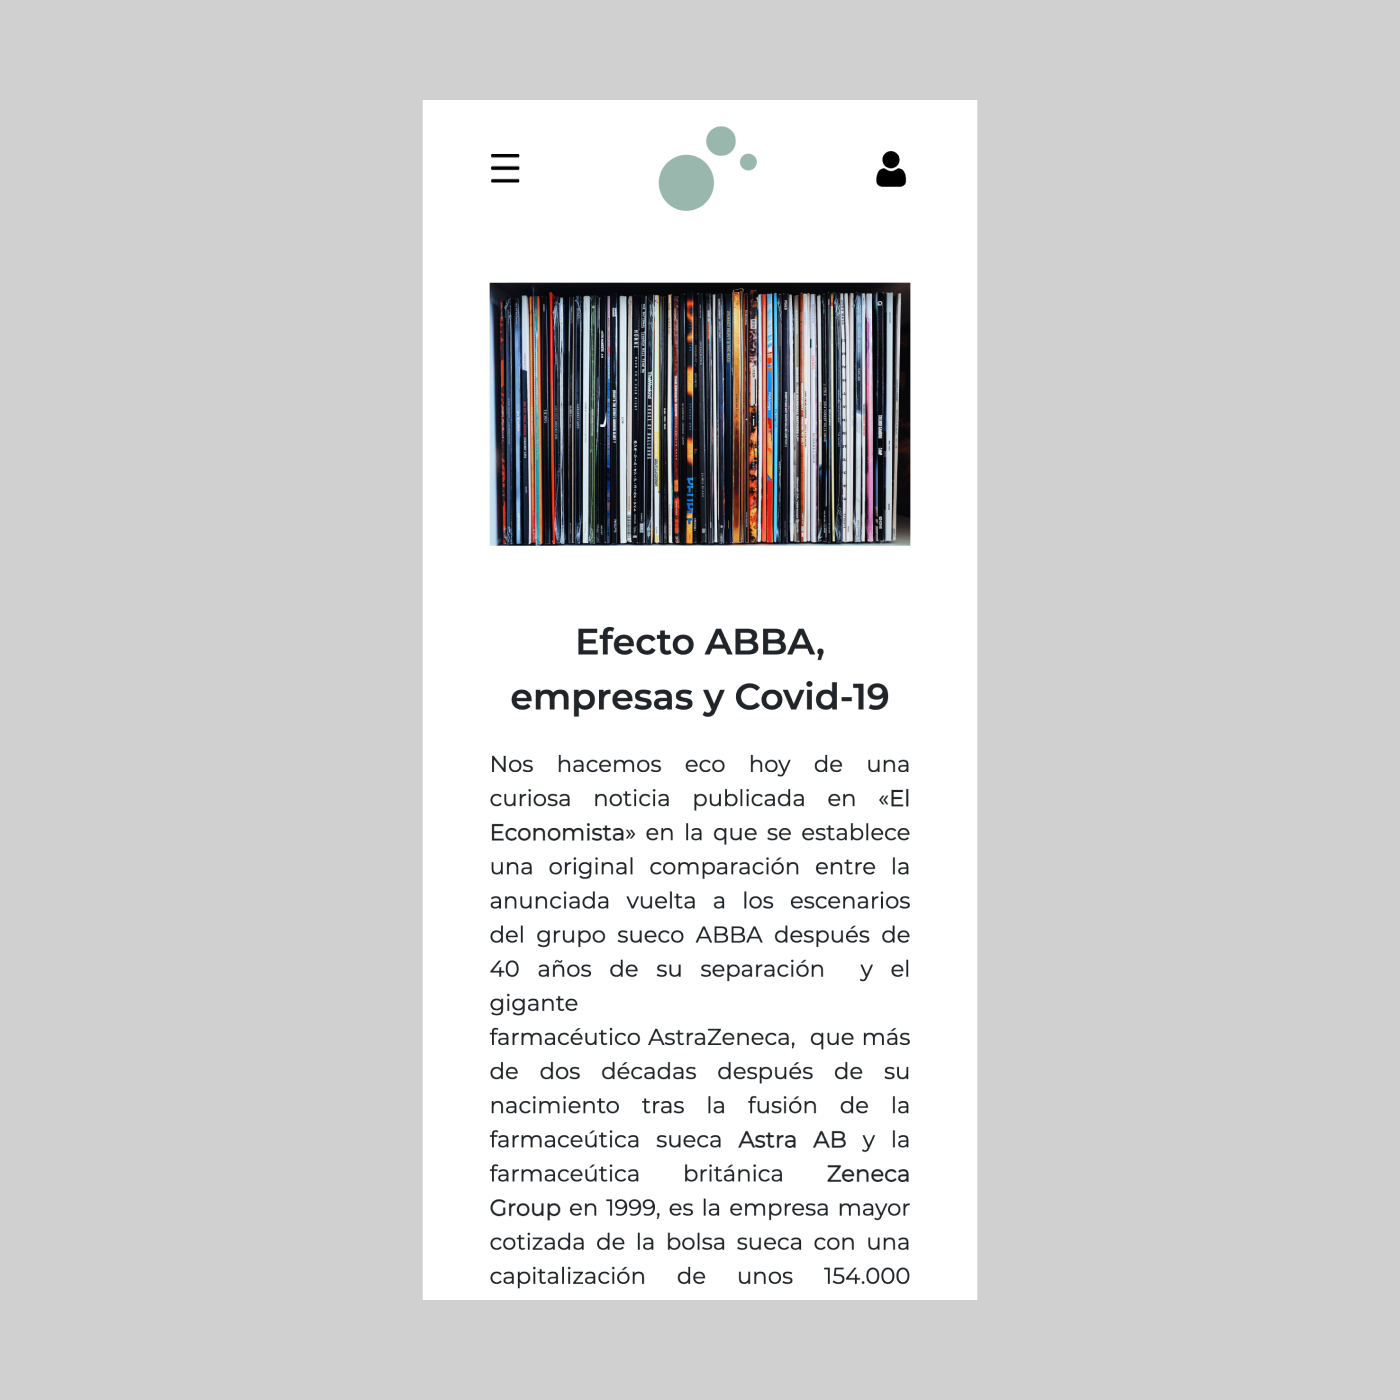 Efecto ABBA,
empresas y Covid-19
Nos hacemos eco hoy de una
curiosa noticia publicada en «El
Economista» en la que se establece
una original comparación entre la
anunciada vuelta a los escenarios
del grupo sueco ABBA después de
40 años de su separación y el
gigante
farmacéutico AstraZeneca, que más
de dos décadas después de su
nacimiento tras la fusión de la
farmaceútica sueca Astra AB y la
farmaceútica británica Zeneca
Group en 1999, es la empresa mayor
cotizada de la bolsa sueca con una
capitalización de unos 154.000